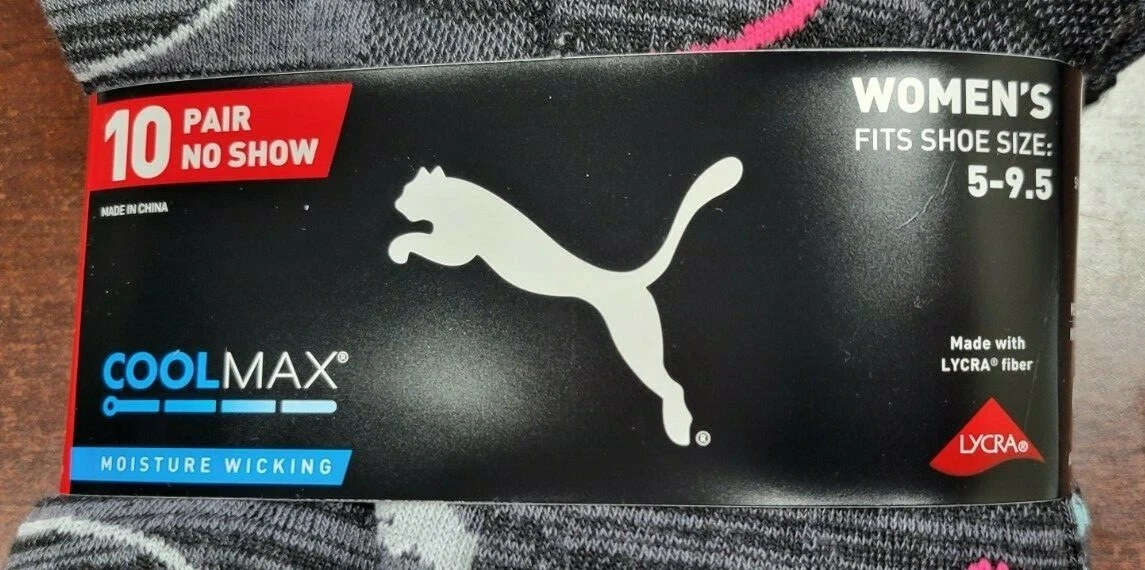 10 PAIR
NO SHOW
MADE IN CHINA
WOMEN'S
FITS SHOE SIZE:
5-9.5
COOLMAX®
MOISTURE WICKING
®
Made with
LYCRA® fiber
LYCRA®